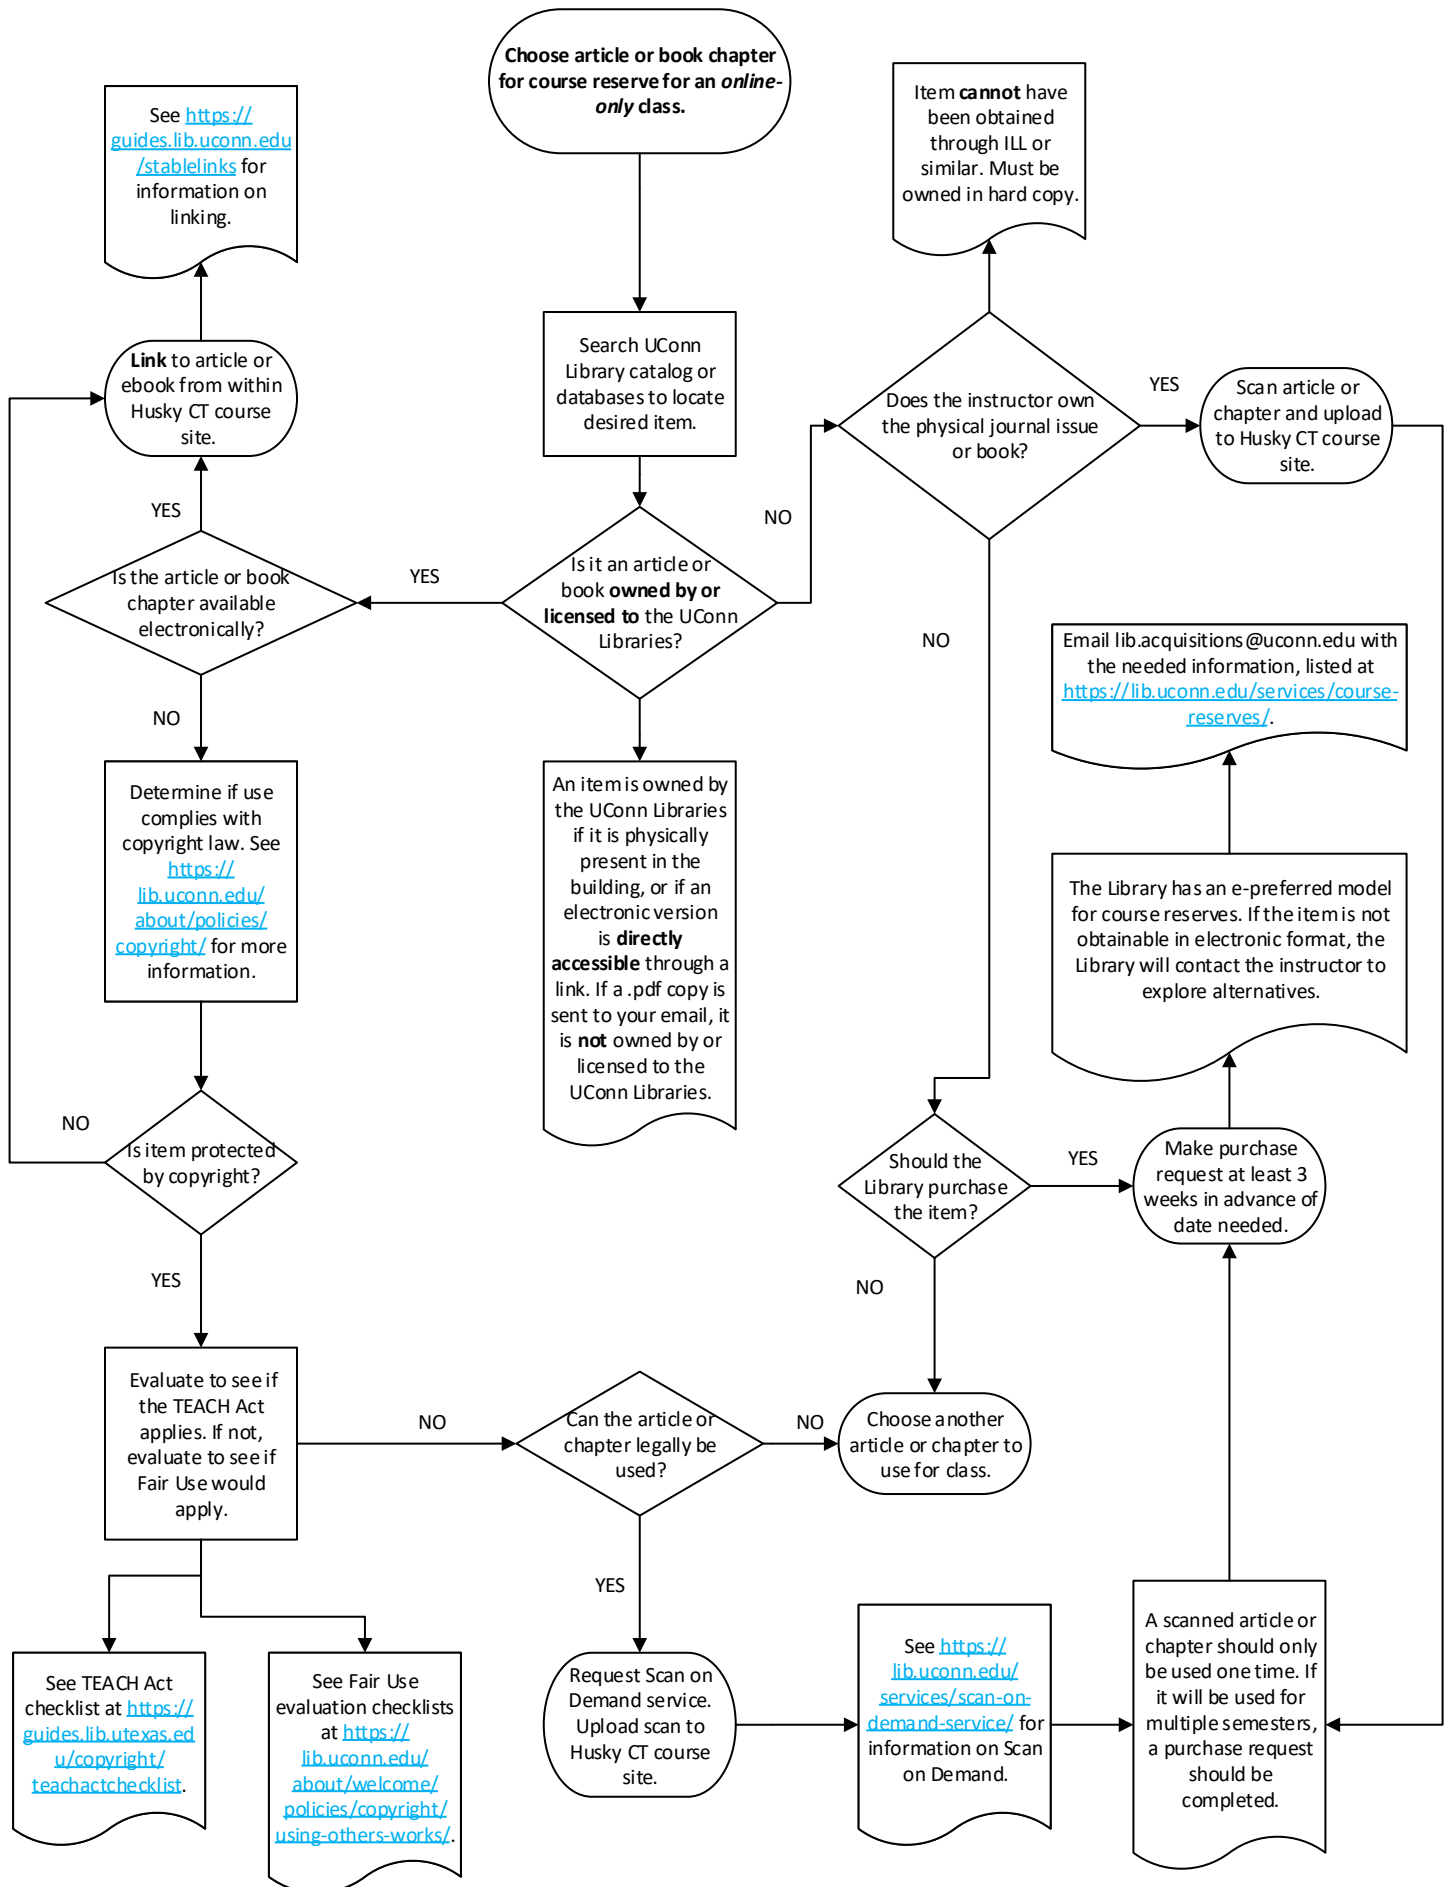 Choose article or book chapter
for course reserve for an online-
only class.
See https://
guides.lib.uconn.edu
/stablelinks for
information on
linking.
Item cannot have
been obtained
through ILL or
similar. Must be
owned in hard copy.
Link to article or
ebook from within
Husky CT course
site.
Search UConn
Library catalog or
databases to locate
desired item.
Does the instructor own
the physical journal issue
or book?
YES
Scan article or
chapter and upload
to Husky CT course
site.
YES
NO
Is the article or book
chapter available
electronically?
YES
Is it an article or
book owned by or
licensed to the UConn
Libraries?
NO
NO
Email lib.acquisitions@uconn.edu with
the needed information, listed at
https://lib.uconn.edu/services/course-
reserves/.
Determine if use
complies with
copyright law. See
https://
lib.uconn.edu/
about/policies/
copyright/ for more
information.
An item is owned by
the UConn Libraries
if it is physically
present in the
building, or if an
electronic version
is directly
accessible through a
link. If a .pdf copy is
sent to your email, it
is not owned by or
licensed to the
UConn Libraries.
The Library has an e-preferred model
for course reserves. If the item is not
obtainable in electronic format, the
Library will contact the instructor to
explore alternatives.
NO
Is item protected
by copyright?
Should the
Library purchase
the item?
YES
Make purchase
request at least 3
weeks in advance of
date needed.
YES
NO
Evaluate to see if
the TEACH Act
applies. If not,
evaluate to see if
Fair Use would
apply.
NO
Can the article or
chapter legally be
used?
NO
Choose another
article or chapter to
use for class.
YES
See TEACH Act
checklist at https://
guides.lib.utexas.ed
u/copyright/
teachactchecklist.
See Fair Use
evaluation checklists
at https://
lib.uconn.edu/
about/welcome/
policies/copyright/
using-others-works/.
Request Scan on
Demand service.
Upload scan to
Husky CT course
site.
See https://
lib.uconn.edu/
services/scan-on-
demand-service/ for
information on Scan
on Demand.
A scanned article or
chapter should only
be used one time. If
it will be used for
multiple semesters,
a purchase request
should be
completed.